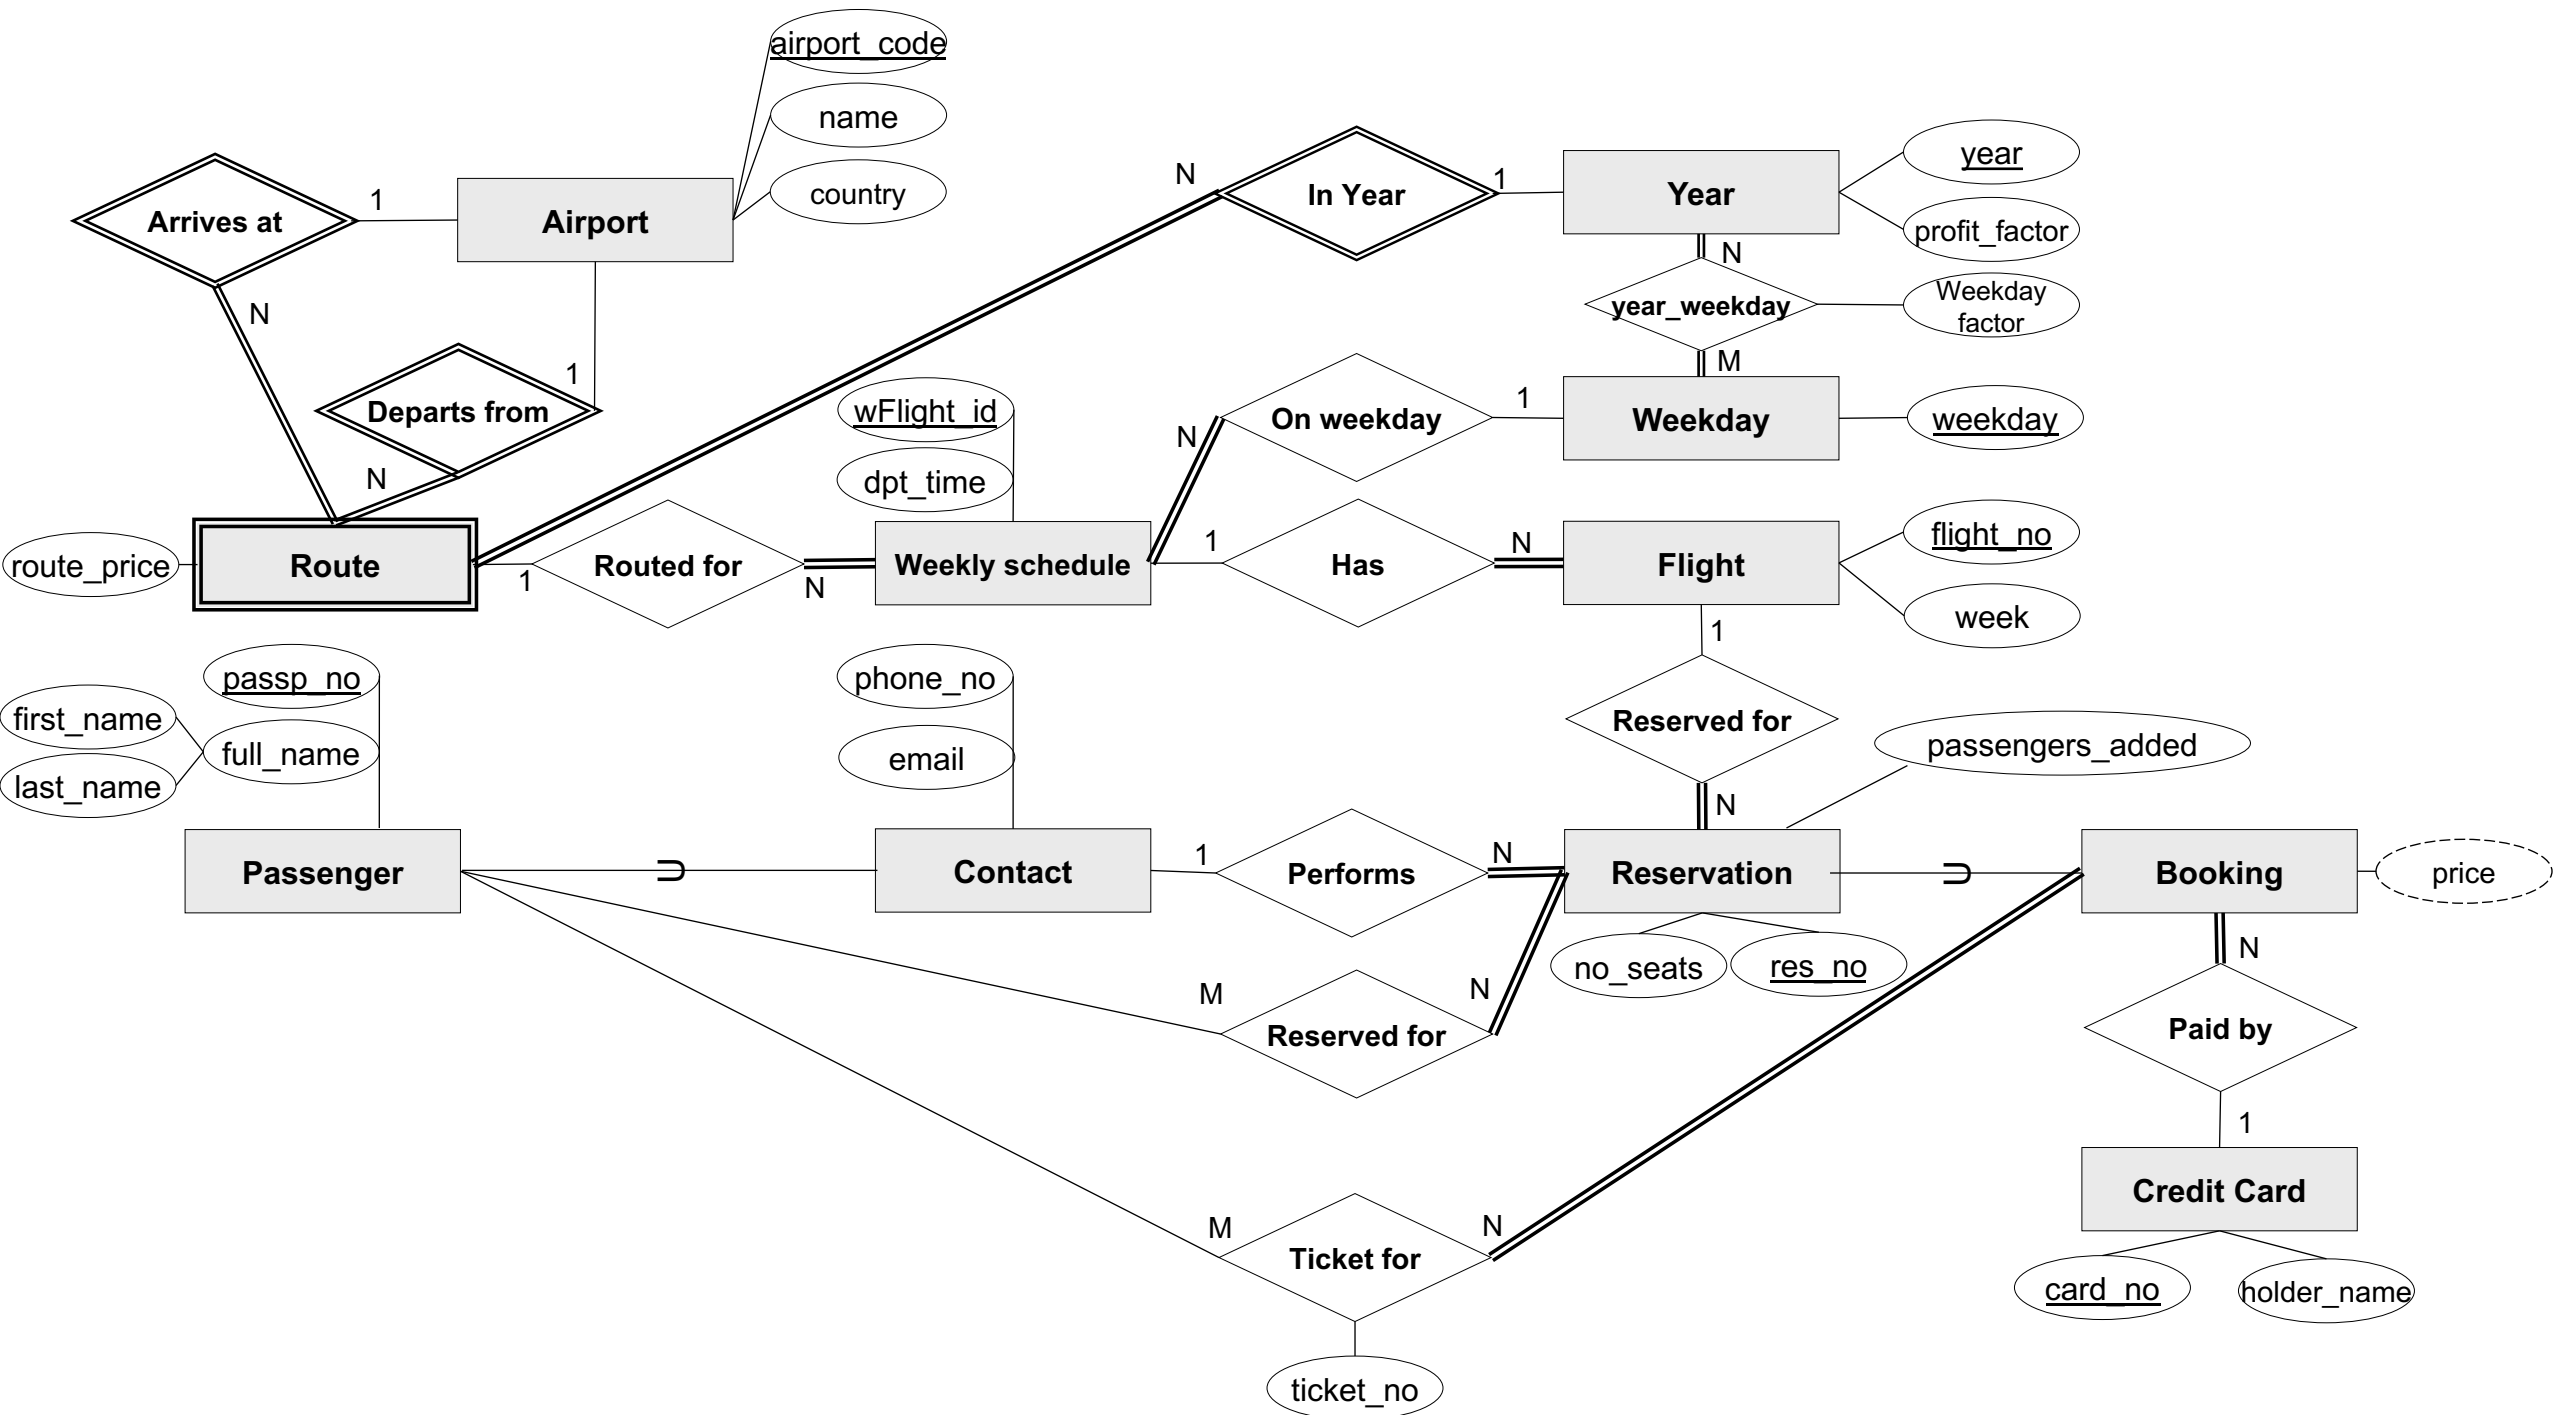 airport_code
name
country
Arrives at
1
Airport
N
In Year
1
Year
year
profit_factor
N
year_weekday
Weekday
factor
M
N
1
Departs from
N
wFlight_id
dpt_time
N
On weekday
1
Weekday
weekday
route_price
Route
1
Routed for
N
Weekly schedule
1
Has
N
Flight
flight_no
week
1
Reserved for
N
passengers_added
passp_no
first_name
full_name
last_name
phone_no
email
Passenger
⊃
Contact
1
Performs
N
Reservation
⊃
Booking
price
no_seats
res_no
M
Reserved for
N
N
Paid by
1
Credit Card
card_no
holder_name
M
Ticket for
N
ticket_no